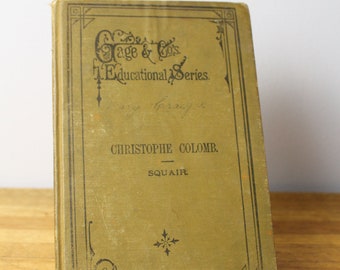 Gage & Co's.
Educational Series.
CHRISTOPHE COLOMB.
SQUAIR